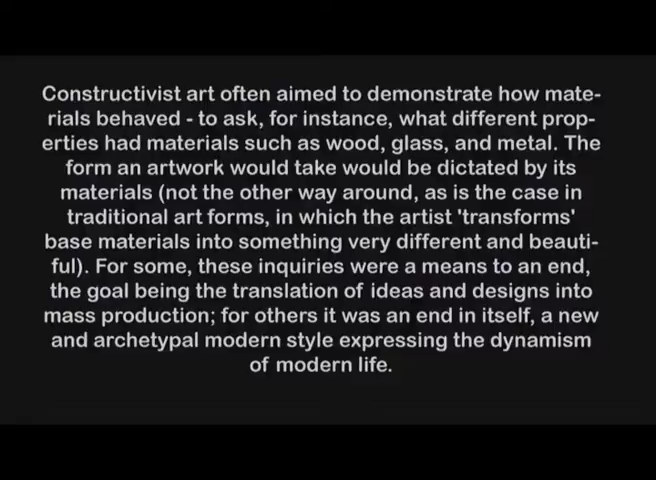 Constructivist art often aimed to demonstrate how mate-
rials behaved - to ask, for instance, what different prop-
erties had materials such as wood, glass, and metal. The
form an artwork would take would be dictated by its
materials (not the other way around, as is the case in
traditional art forms, in which the artist 'transforms'
base materials into something very different and beauti-
ful). For some, these inquiries were a means to an end,
the goal being the translation of ideas and designs into
mass production; for others it was an end in itself, a new
and archetypal modern style expressing the dynamism
of modern life.